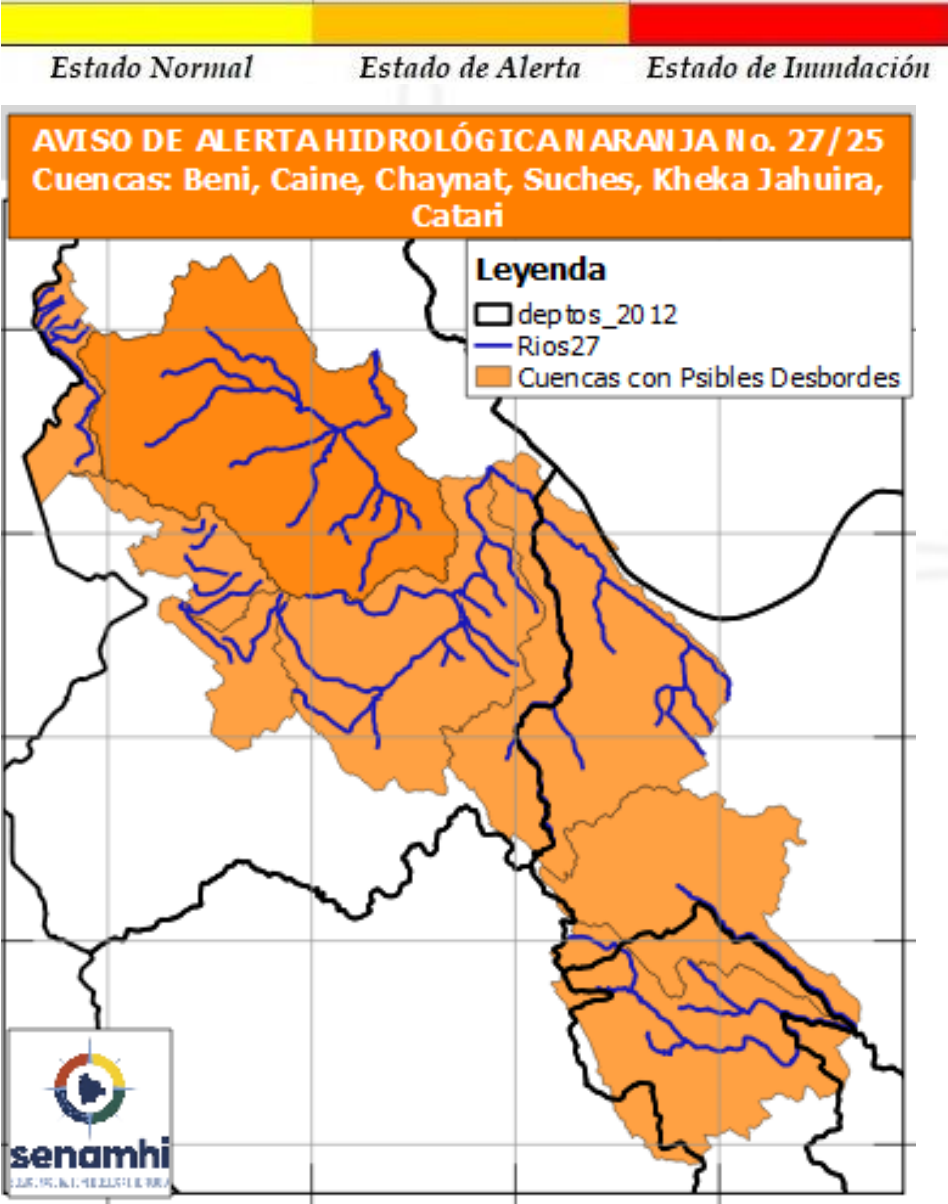 Estado Normal Estado de Alerta Estado de Inundación
AVISO DE ALERTA HIDROLÓGICA NARANJA No. 27/25
Cuencas: Beni, Caine, Chaynat, Suches, Kheka Jahuira,
Catari
Leyenda
deptos_2012
Rios27
Cuencas con Psibles Desbordes
senamhi